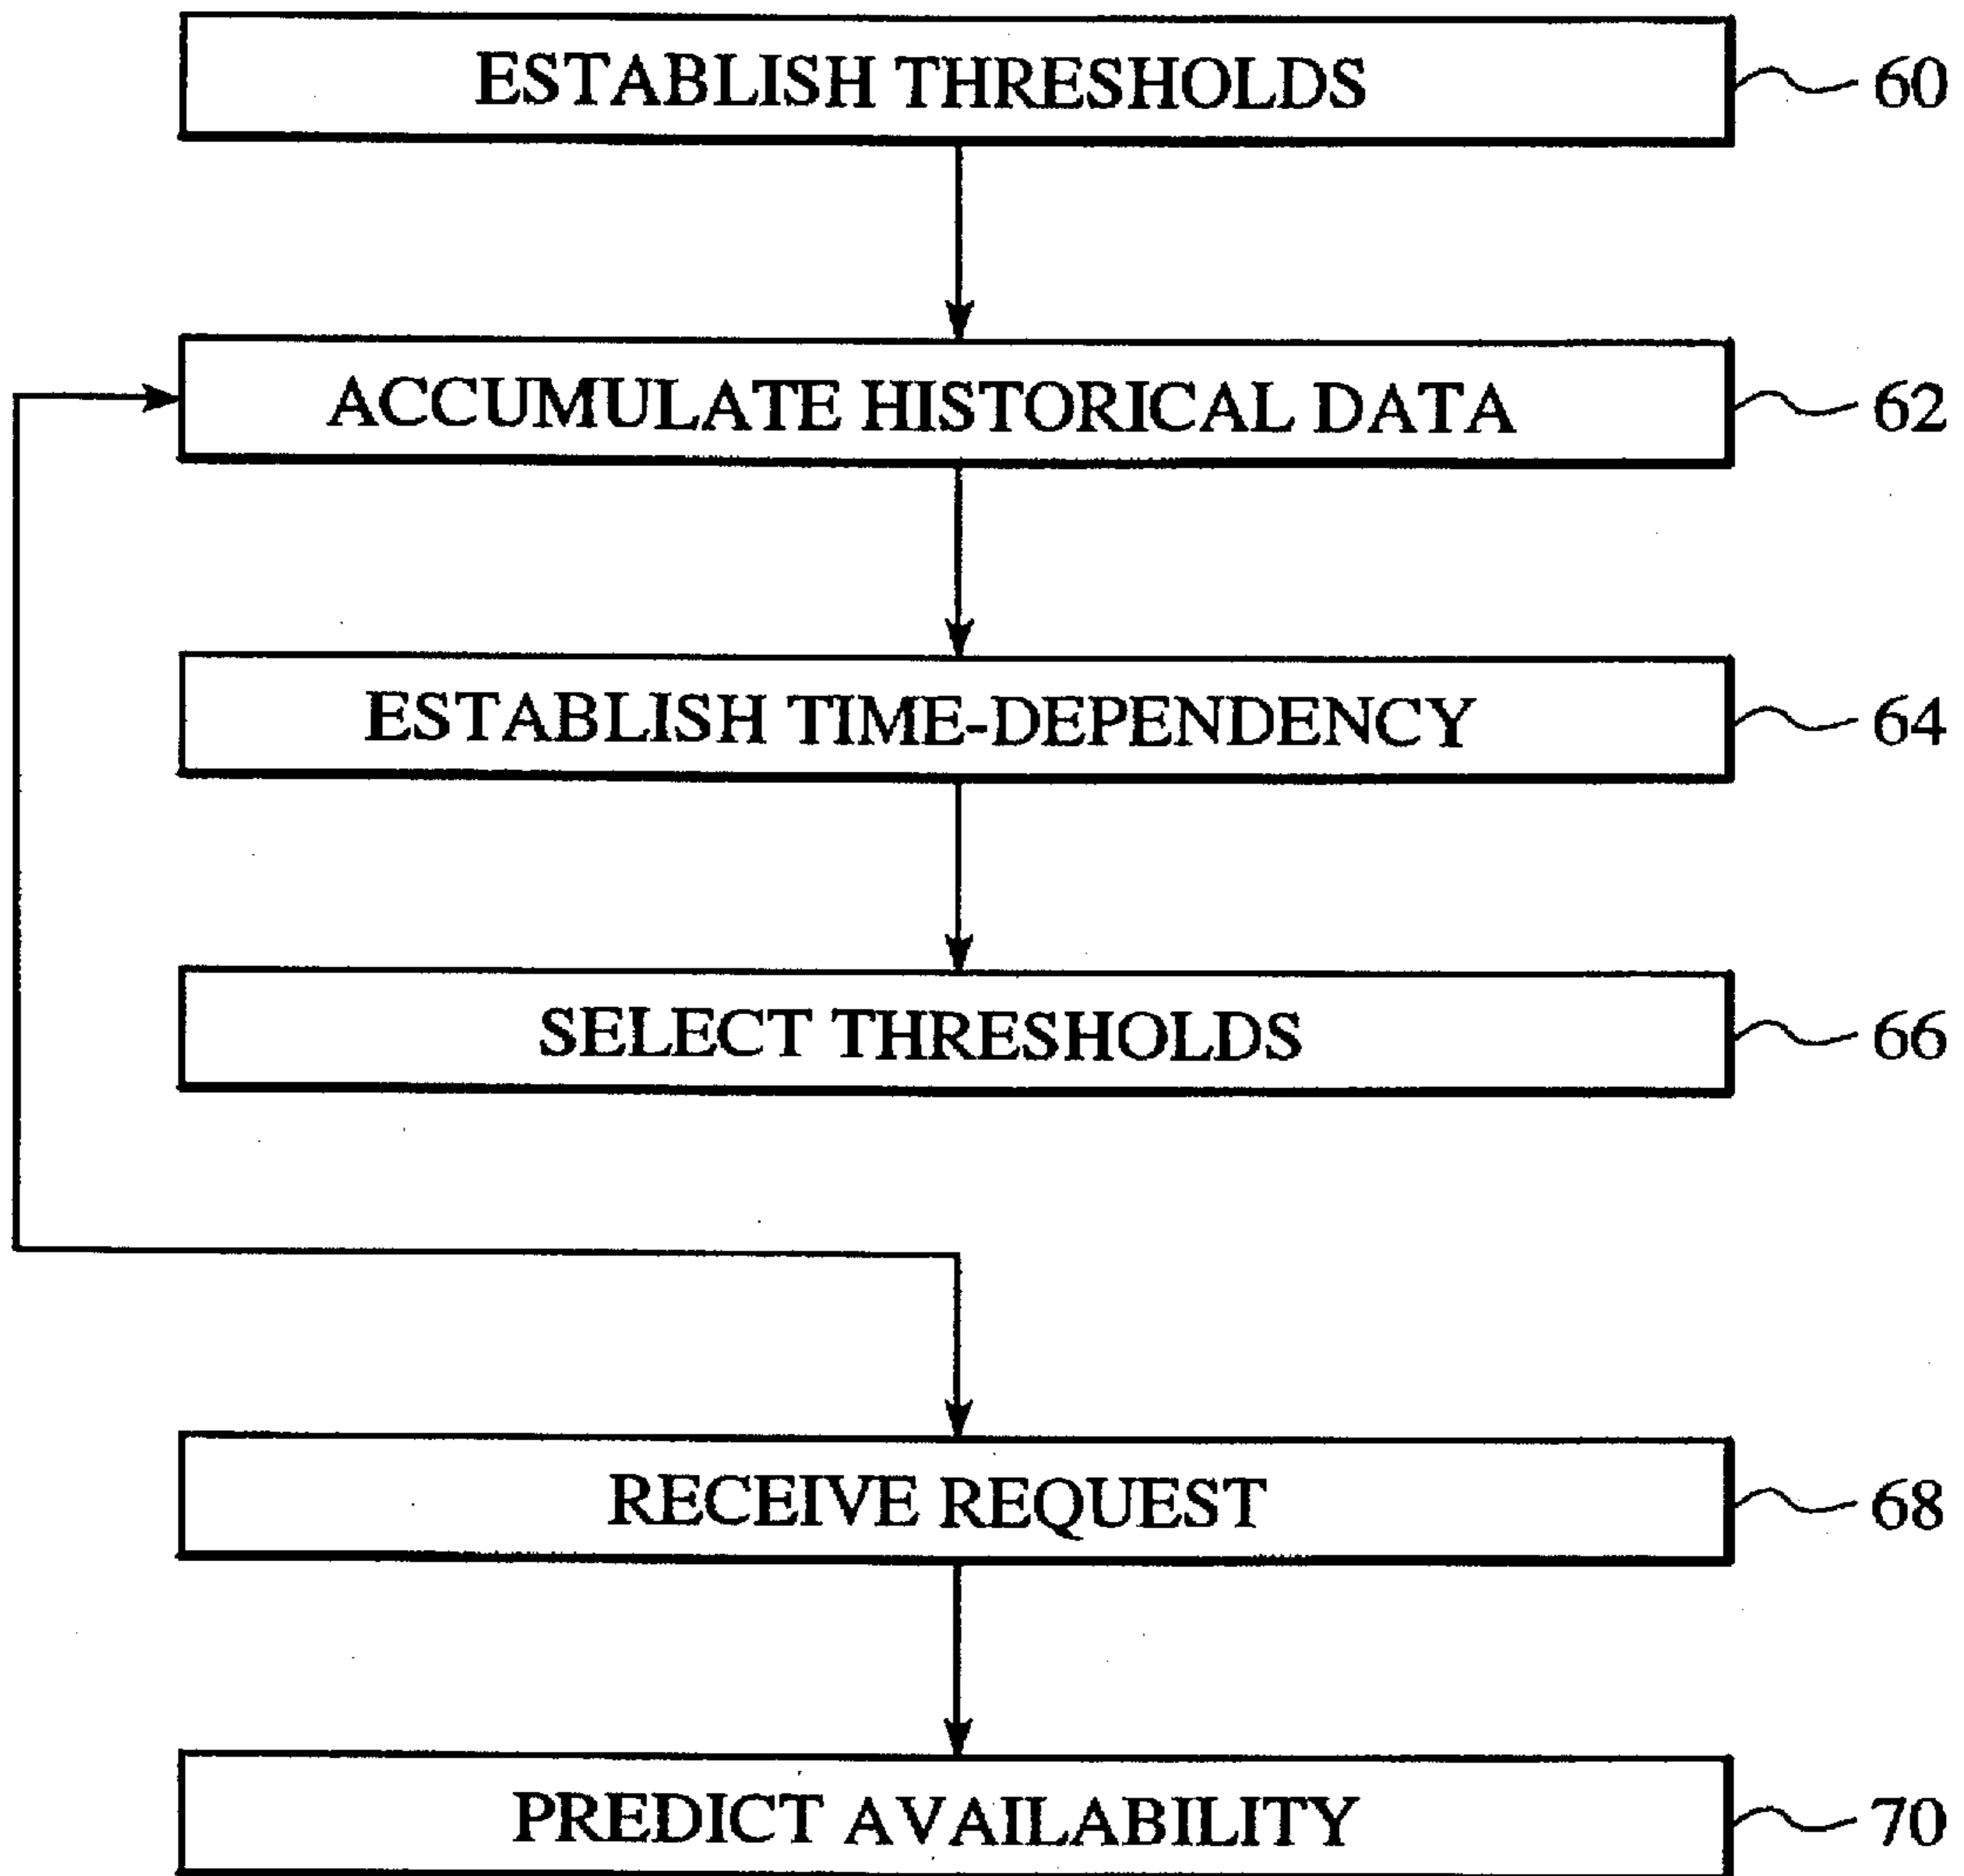 ESTABLISH THRESHOLDS 60
ACCUMULATE HISTORICAL DATA 62
ESTABLISH TIME-DEPENDENCY 64
SELECT THRESHOLDS 66
RECEIVE REQUEST 68
PREDICT AVAILABILITY 70